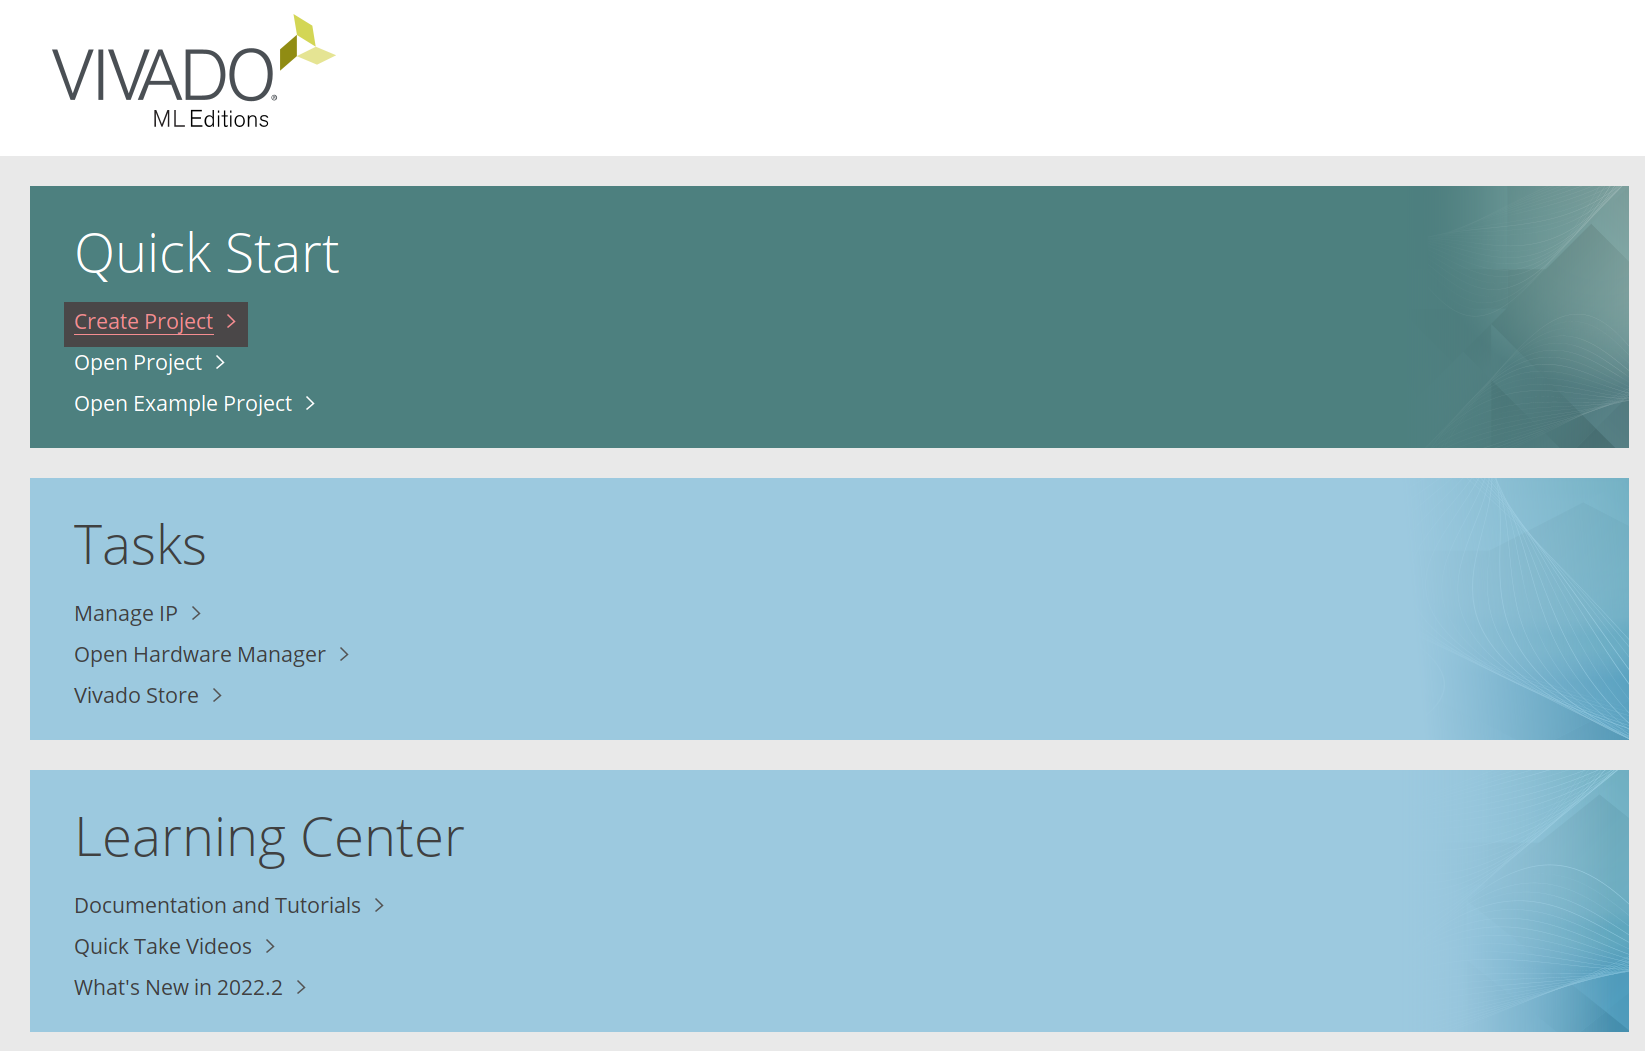 VIVADO®
ML Editions
Quick Start
Create Project >
Open Project >
Open Example Project >
Tasks
Manage IP >
Open Hardware Manager >
Vivado Store >
Learning Center
Documentation and Tutorials >
Quick Take Videos >
What's New in 2022.2 >